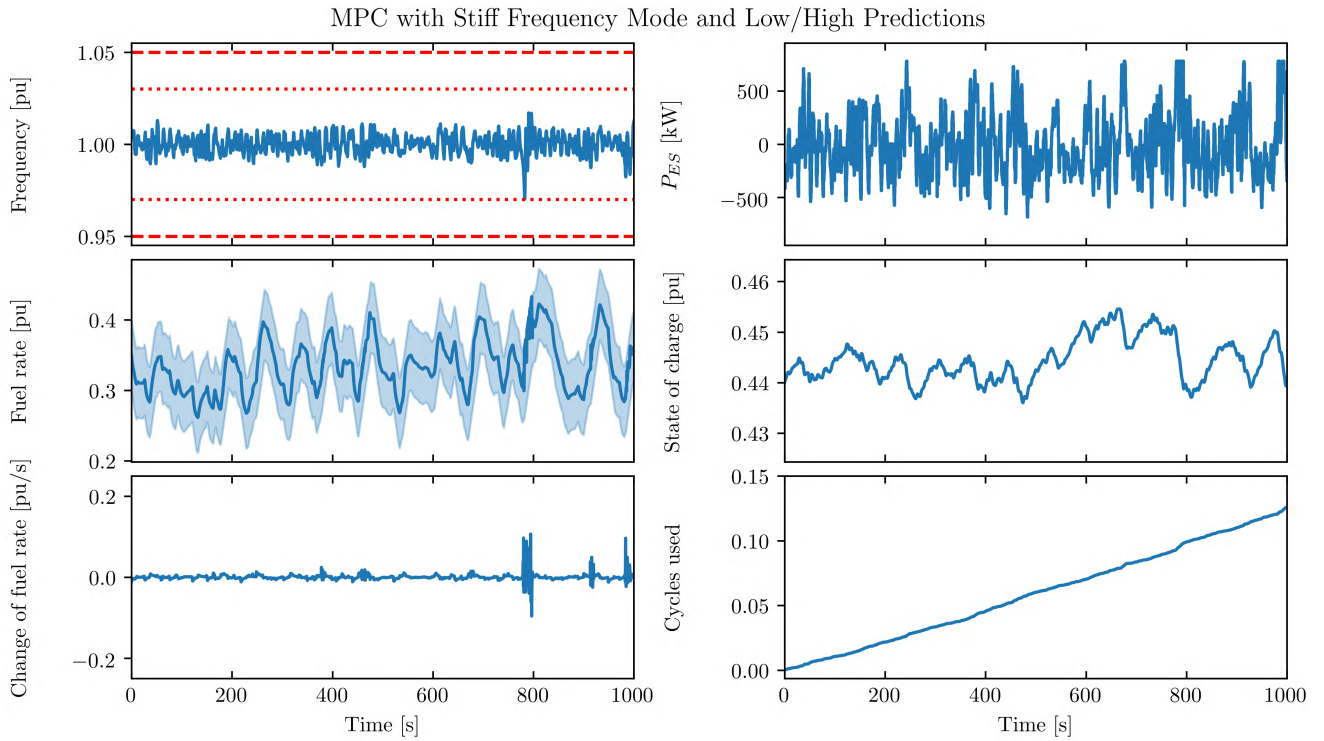 MPC with Stiff Frequency Mode and Low/High Predictions
Frequency [pu]
1.05
1.00
0.95
P_ES [kW]
500
0
−500
Fuel rate [pu]
0.4
0.3
0.2
State of charge [pu]
0.46
0.45
0.44
0.43
Change of fuel rate [pu/s]
0.2
0.0
−0.2
0 200 400 600 800 1000
Time [s]
Cycles used
0.15
0.10
0.05
0.00
0 200 400 600 800 1000
Time [s]